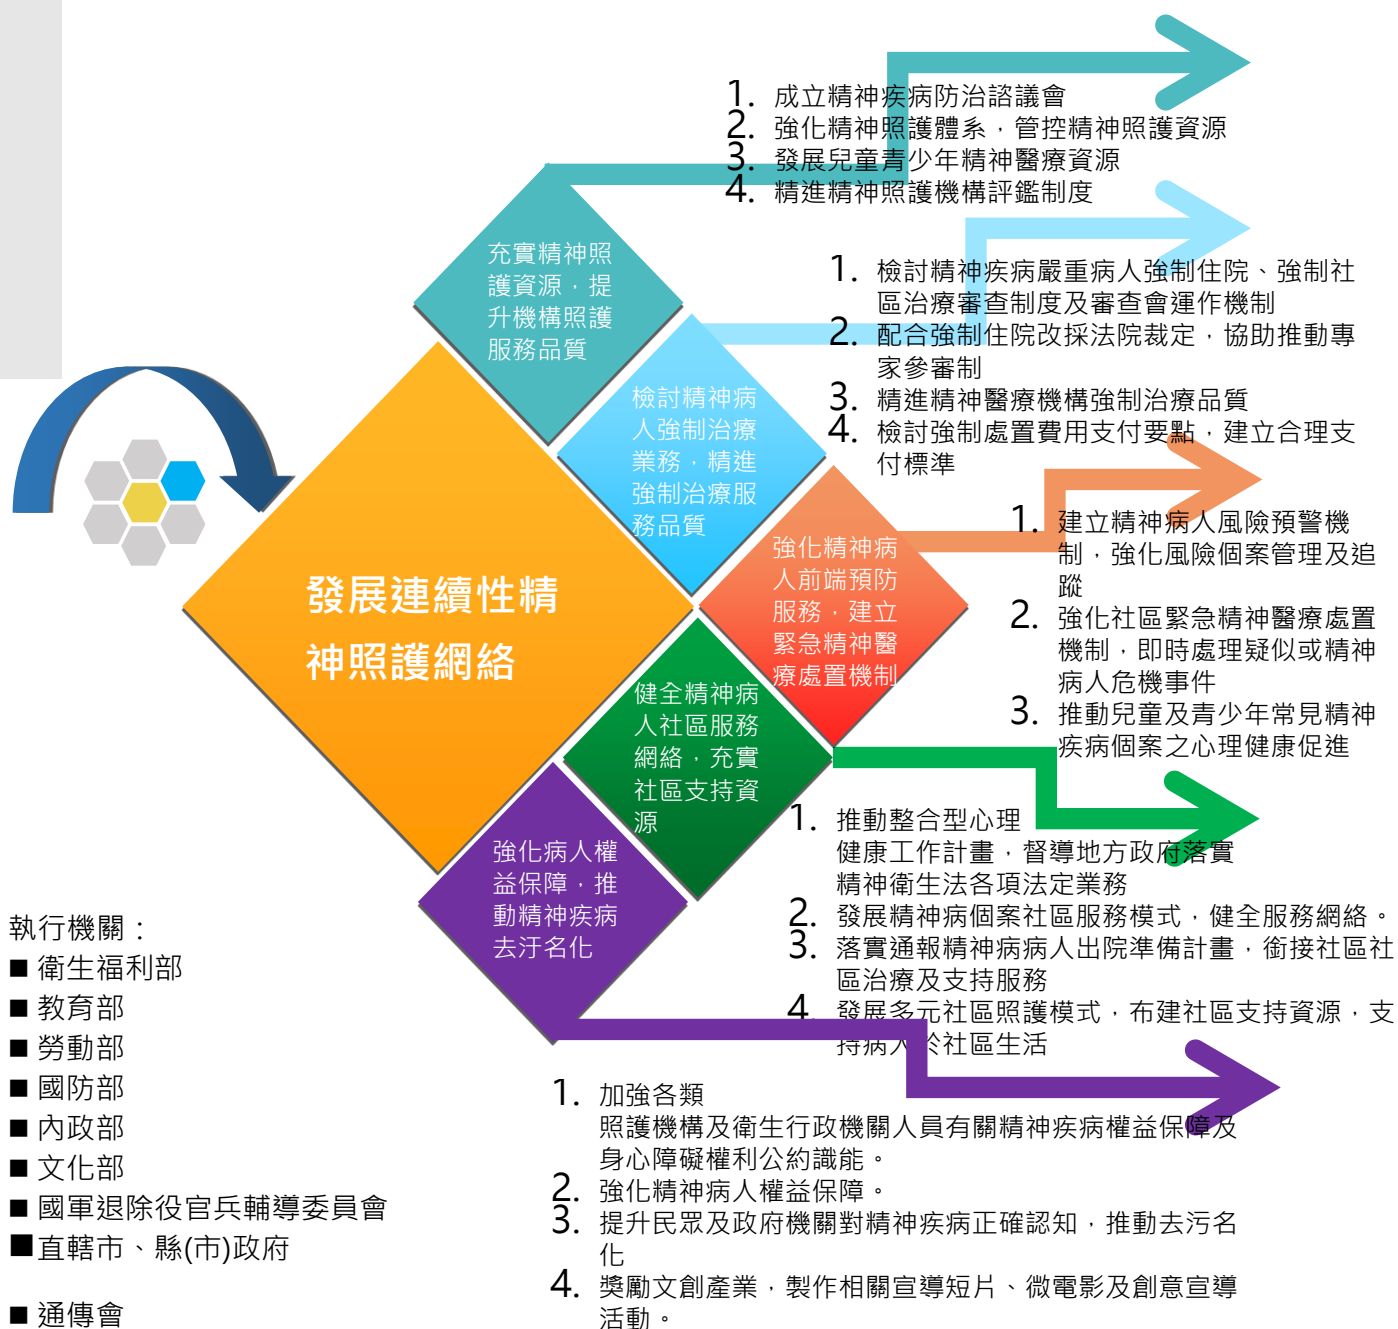 1. 成立精神疾病防治諮議會
2. 強化精神照護體系，管控精神照護資源
3. 發展兒童青少年精神醫療資源
4. 精進精神照護機構評鑑制度
充實精神照
護資源，提
升機構照護
服務品質
1. 檢討精神疾病嚴重病人強制住院、強制社
區治療審查制度及審查會運作機制
2. 配合強制住院改採法院裁定，協助推動專
家參審制
3. 精進精神醫療機構強制治療品質
4. 檢討強制處置費用支付要點，建立合理支
付標準
檢討精神病
人強制治療
業務，精進
強制治療服
務品質
1. 建立精神病人風險預警機
制，強化風險個案管理及追
蹤
2. 強化社區緊急精神醫療處置
機制，即時處理疑似或精神
病人危機事件
3. 推動兒童及青少年常見精神
疾病個案之心理健康促進
強化精神病
人前端預防
服務，建立
緊急精神醫
療處置機制
發展連續性精
神照護網絡
健全精神病
人社區服務
網絡，充實
社區支持資
源
1. 推動整合型心理
健康工作計畫，督導地方政府落實
精神衛生法各項法定業務
2. 發展精神病個案社區服務模式，健全服務網絡。
3. 落實通報精神病病人出院準備計畫，銜接社區社
區治療及支持服務
4. 發展多元社區照護模式，布建社區支持資源，支
持病人於社區生活
強化病人權
益保障，推
動精神疾病
去汙名化
1. 加強各類
照護機構及衛生行政機關人員有關精神疾病權益保障及
身心障礙權利公約識能。
2. 強化精神病人權益保障。
3. 提升民眾及政府機關對精神疾病正確認知，推動去污名
化
4. 獎勵文創產業，製作相關宣導短片、微電影及創意宣導
活動。
執行機關：
■ 衛生福利部
■ 教育部
■ 勞動部
■ 國防部
■ 內政部
■ 文化部
■ 國軍退除役官兵輔導委員會
■直轄市、縣(市)政府
■ 通傳會